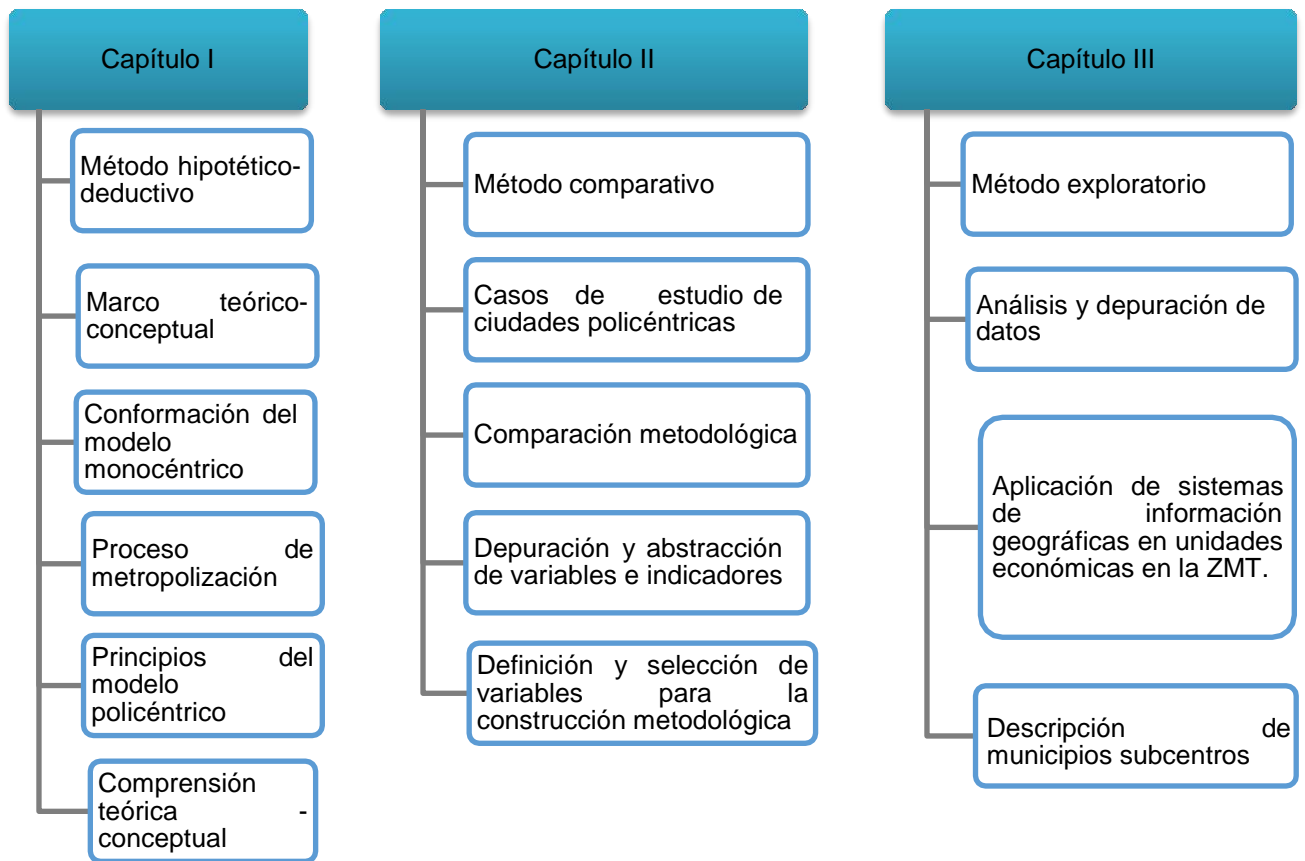 Capítulo I
Método hipotético-
deductivo
Marco teórico-
conceptual
Conformación del
modelo
monocéntrico
Proceso de
metropolización
Principios del
modelo
policéntrico
Comprensión
teórica -
conceptual
Capítulo II
Método comparativo
Casos de estudio de
ciudades policéntricas
Comparación metodológica
Depuración y abstracción
de variables e indicadores
Definición y selección de
variables para la
construcción metodológica
Capítulo III
Método exploratorio
Análisis y depuración de
datos
Aplicación de sistemas
de información
geográficas en unidades
económicas en la ZMT.
Descripción de
municipios subcentros